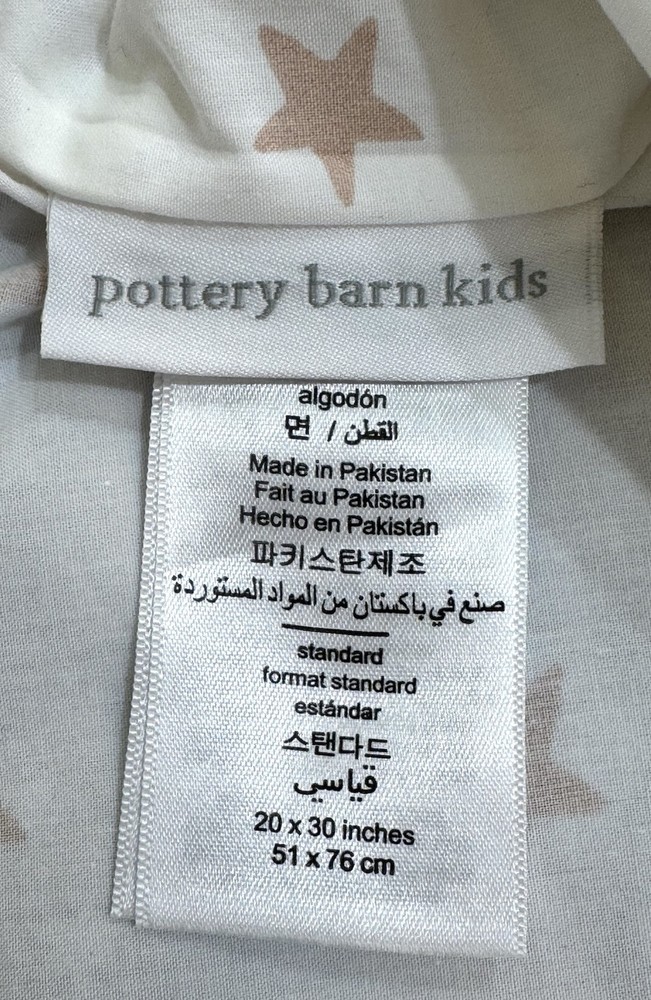 pottery barn kids
algodón
면 / القطن
Made in Pakistan
Fait au Pakistan
Hecho en Pakistán
파키스탄제조
صنع في باكستان من المواد المستوردة
standard
format standard
estándar
스탠다드
قياسي
20 x 30 inches
51 x 76 cm